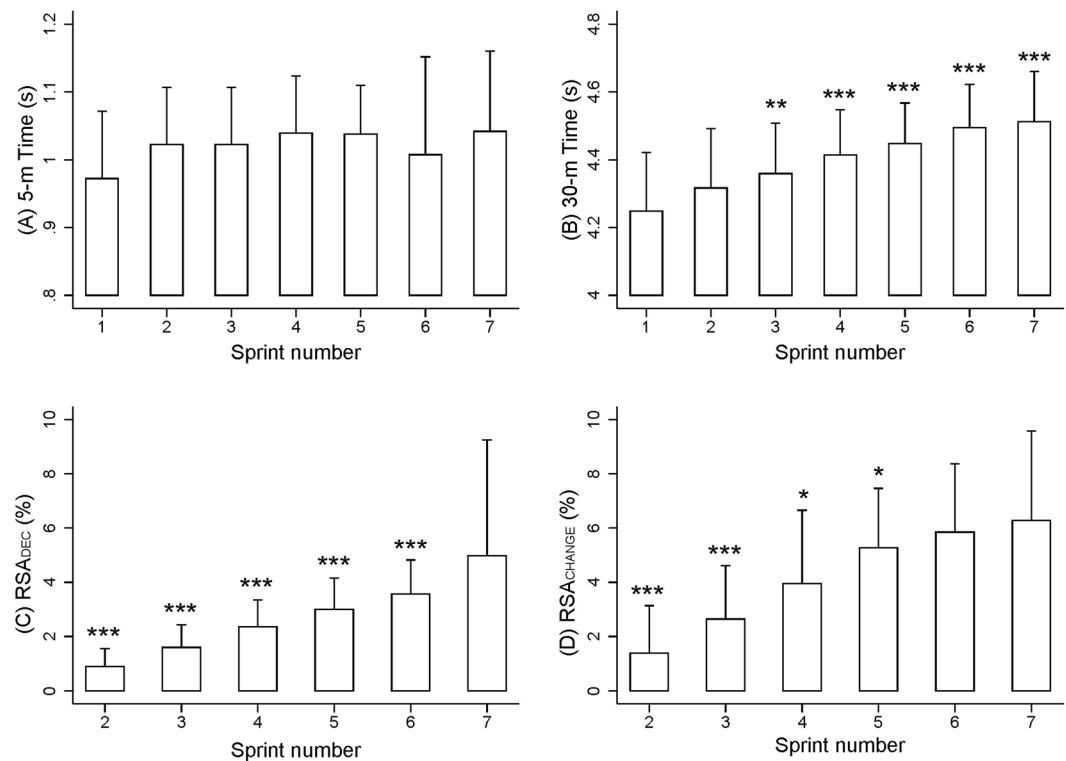 (A) 5-m Time (s)
1.2
1.1
1
.9
.8
1 2 3 4 5 6 7
Sprint number
(B) 30-m Time (s)
4.8
4.6
4.4
4.2
4
** *** *** *** ***
1 2 3 4 5 6 7
Sprint number
(C) RSADEC (%)
10
8
6
4
2
0
*** *** *** *** ***
2 3 4 5 6 7
Sprint number
(D) RSACHANGE (%)
10
8
6
4
2
0
*** *** * *
2 3 4 5 6 7
Sprint number